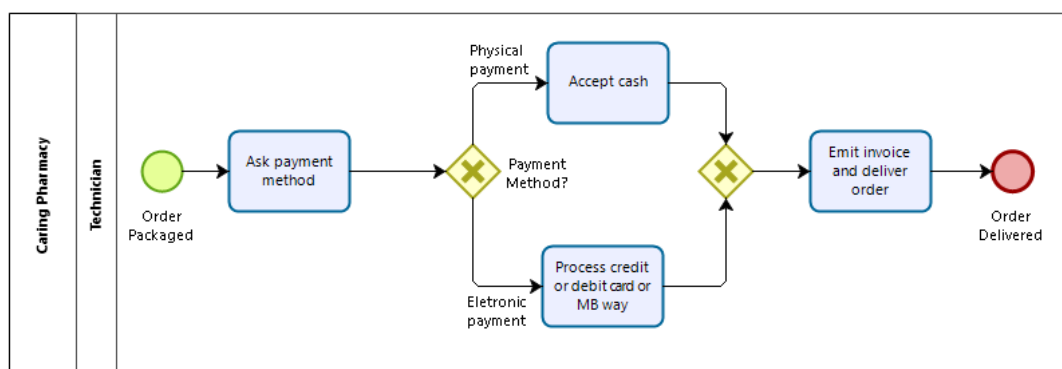 Caring Pharmacy
Technician
Order
Packaged
Ask payment
method
Physical
payment
Accept cash
Payment
Method?
Eletronic
payment
Process credit
or debit card or
MB way
Emit invoice
and deliver
order
Order
Delivered